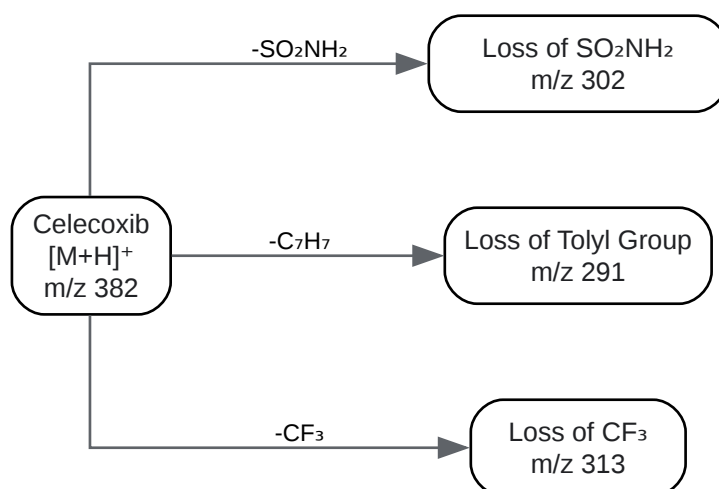 -SO₂NH₂
Loss of SO₂NH₂
m/z 302
Celecoxib
[M+H]⁺
m/z 382
-C₇H₇
Loss of Tolyl Group
m/z 291
-CF₃
Loss of CF₃
m/z 313